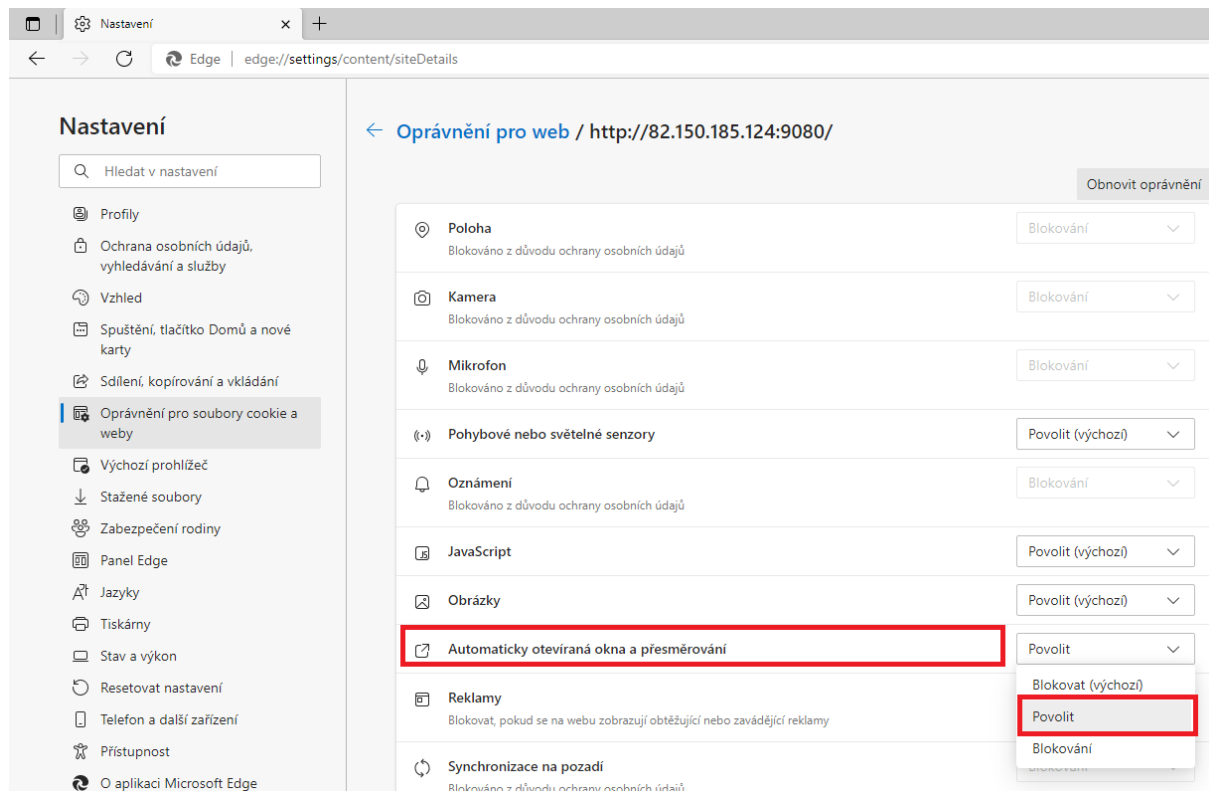 Nastavení
Edge | edge://settings/content/siteDetails
Nastavení
Hledat v nastavení
Profily
Ochrana osobních údajů,
vyhledávání a služby
Vzhled
Spuštění, tlačítko Domů a nové
karty
Sdílení, kopírování a vkládání
Oprávnění pro soubory cookie a
weby
Výchozí prohlížeč
Stažené soubory
Zabezpečení rodiny
Panel Edge
Jazyky
Tiskárny
Stav a výkon
Resetovat nastavení
Telefon a další zařízení
Přístupnost
O aplikaci Microsoft Edge
Oprávnění pro web / http://82.150.185.124:9080/
Obnovit oprávnění
Poloha
Blokováno z důvodu ochrany osobních údajů
Blokování
Kamera
Blokováno z důvodu ochrany osobních údajů
Blokování
Mikrofon
Blokováno z důvodu ochrany osobních údajů
Blokování
Pohybové nebo světelné senzory
Povolit (výchozí)
Oznámení
Blokováno z důvodu ochrany osobních údajů
Blokování
JavaScript
Povolit (výchozí)
Obrázky
Povolit (výchozí)
Automaticky otevíraná okna a přesměrování
Povolit
Blokovat (výchozí)
Povolit
Blokování
Reklamy
Blokovat, pokud se na webu zobrazují obtěžující nebo zavádějící reklamy
Synchronizace na pozadí
Blokováno z důvodu ochrany osobních údajů